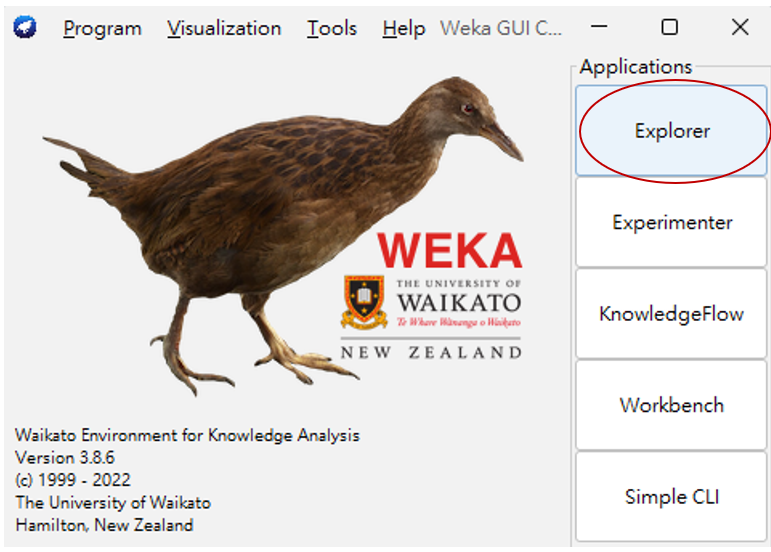 Program Visualization Tools Help Weka GUI C...
Applications
Explorer
Experimenter
KnowledgeFlow
Workbench
Simple CLI
WEKA
THE UNIVERSITY OF
WAIKATO
Te Whare Wānanga o Waikato
NEW ZEALAND
Waikato Environment for Knowledge Analysis
Version 3.8.6
(c) 1999 - 2022
The University of Waikato
Hamilton, New Zealand